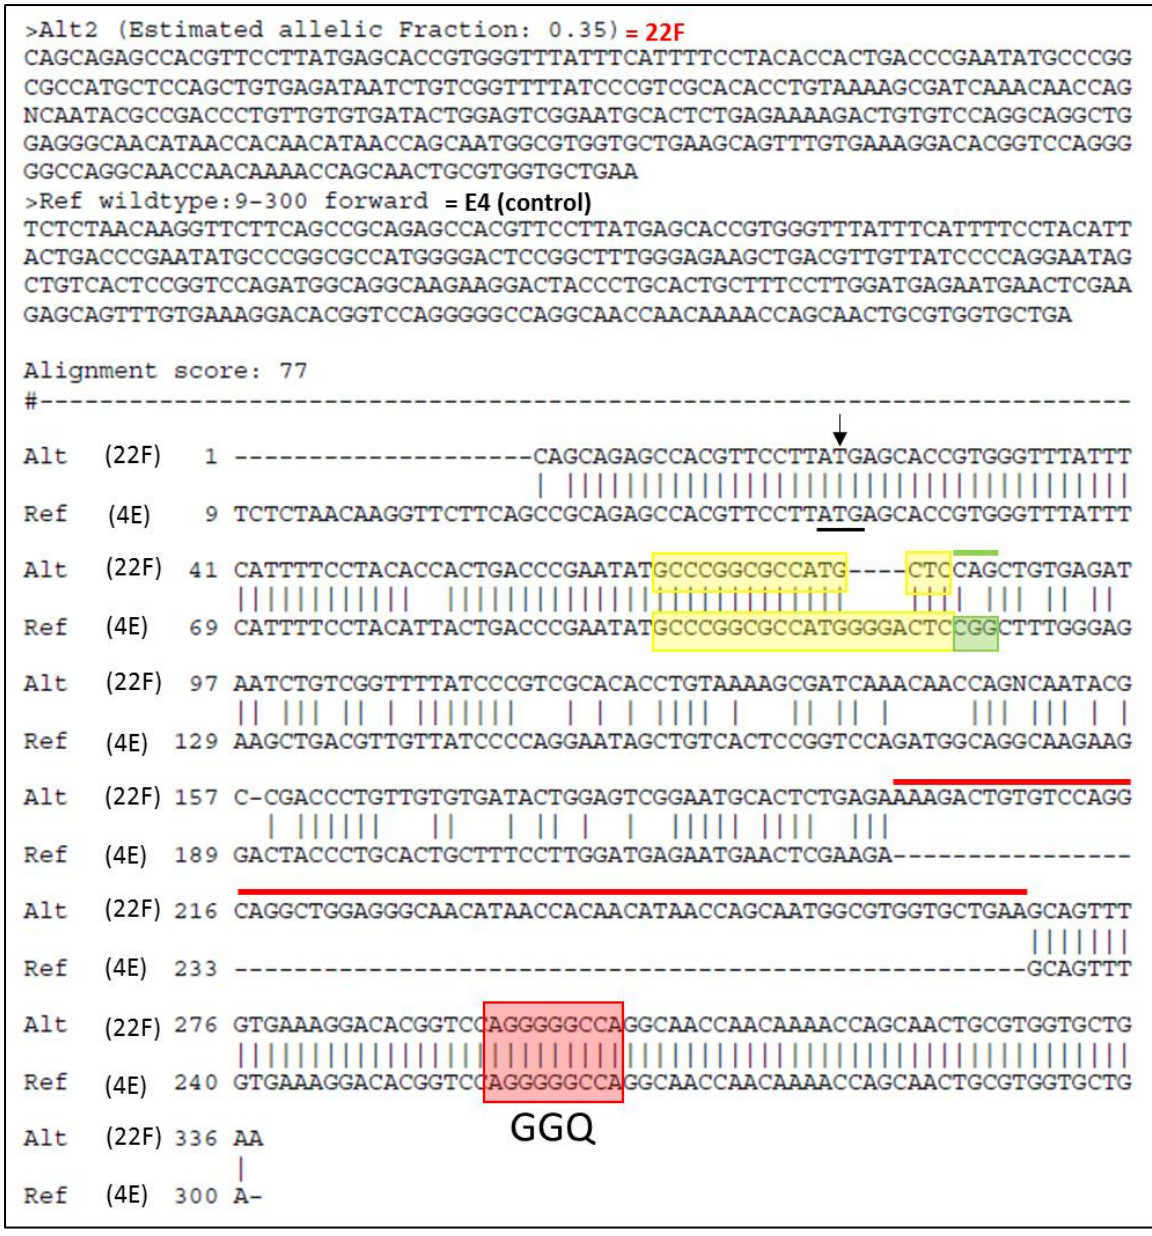 >Alt2 (Estimated allelic Fraction: 0.35) = 22F
CAGCAGAGCCACGTTCCTTATGAGCACCGTGGGTTTATTTCATTTTCCTACACCACTGACCCGAATATGCCCGG
CGCCATGCTCCAGCTGTGAGATAATCTGTCGGTTTTATCCCGTCGCACACCTGTAAAAGCGATCAAACAACCAG
NCAATACGCCGACCCTGTTGTGTGATACTGGAGTCGGAATGCACTCTGAGAAAAGACTGTGTCCAGGCAGGCTG
GAGGGCAACATAACCACAACATAACCAGCAATGGCGTGGTGCTGAAGCAGTTTGTGAAAGGACACGGTCCAGGG
GGCCAGGCAACCAACAAAACCAGCAACTGCGTGGTGCTGAA
>Ref wildtype:9-300 forward = E4 (control)
TCTCTAACAAGGTTCTTCAGCCGCAGAGCCACGTTCCTTATGAGCACCGTGGGTTTATTTCATTTTCCTACATT
ACTGACCCGAATATGCCCGGCGCCATGGGGACTCCGGCTTTGGGAGAAGCTGACGTTGTTATCCCCAGGAATAG
CTGTCACTCCGGTCCAGATGGCAGGCAAGAAGGACTACCCTGCACTGCTTTCCTTGGATGAGAATGAACTCGAA
GAGCAGTTTGTGAAAGGACACGGTCCAGGGGGCCAGGCAACCAACAAAACCAGCAACTGCGTGGTGCTGA
Alignment score: 77
#-------------------------------------------------------------------------
Alt (22F) 1 --------------------CAGCAGAGCCACGTTCCTTATGAGCACCGTGGGTTTATTT
Ref (4E) 9 TCTCTAACAAGGTTCTTCAGCCGCAGAGCCACGTTCCTTATGAGCACCGTGGGTTTATTT
Alt (22F) 41 CATTTTCCTACACCACTGACCCGAATATGCCCGGCGCCATG----CTCCAGCTGTGAGAT
Ref (4E) 69 CATTTTCCTACATTACTGACCCGAATATGCCCGGCGCCATGGGGACTCCGGCTTTGGGAG
Alt (22F) 97 AATCTGTCGGTTTTATCCCGTCGCACACCTGTAAAAGCGATCAAACAACCAGNCAATACG
Ref (4E) 129 AAGCTGACGTTGTTATCCCCAGGAATAGCTGTCACTCCGGTCCAGATGGCAGGCAAGAAG
Alt (22F) 157 C-CGACCCTGTTGTGTGATACTGGAGTCGGAATGCACTCTGAGAAAAGACTGTGTCCAGG
Ref (4E) 189 GACTACCCTGCACTGCTTTCCTTGGATGAGAATGAACTCGAAGA----------------
Alt (22F) 216 CAGGCTGGAGGGCAACATAACCACAACATAACCAGCAATGGCGTGGTGCTGAAGCAGTTT
Ref (4E) 233 -----------------------------------------------------GCAGTTT
Alt (22F) 276 GTGAAAGGACACGGTCCAGGGGGCCAGGCAACCAACAAAACCAGCAACTGCGTGGTGCTG
Ref (4E) 240 GTGAAAGGACACGGTCCAGGGGGCCAGGCAACCAACAAAACCAGCAACTGCGTGGTGCTG
GGQ
Alt (22F) 336 AA
Ref (4E) 300 A-